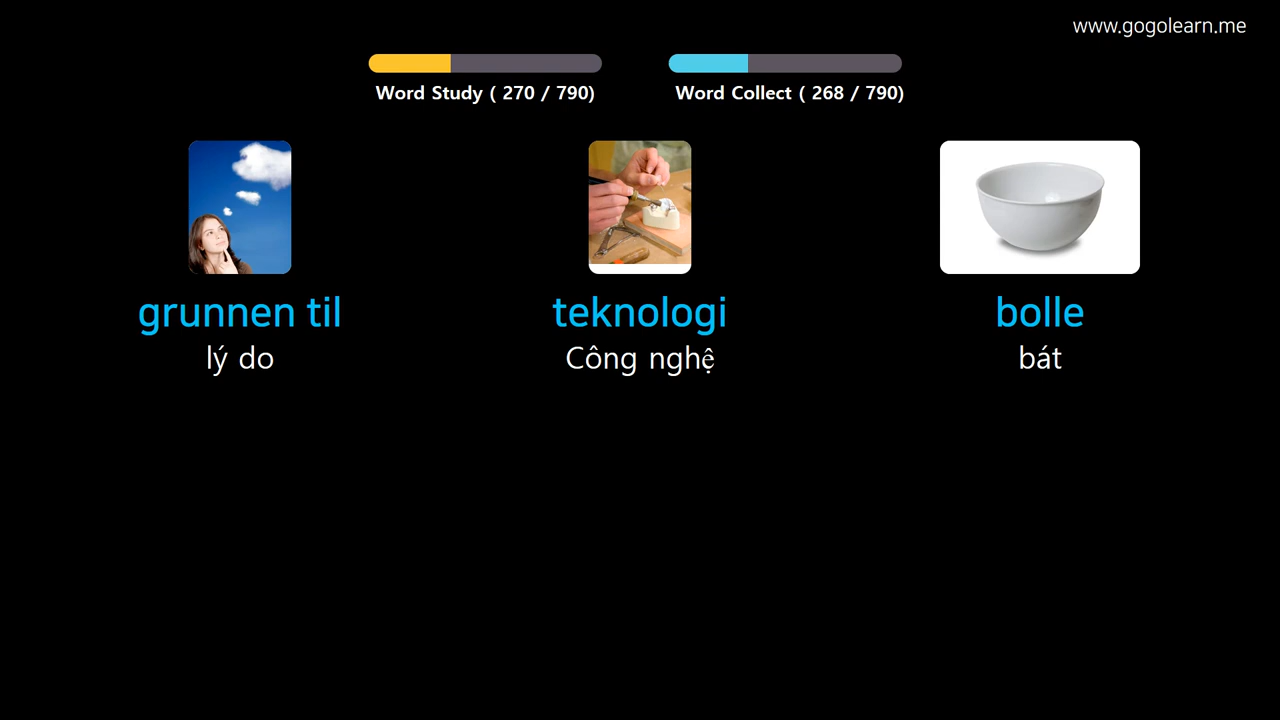 www.gogolearn.me
Word Study ( 270 / 790)
Word Collect ( 268 / 790)
grunnen til
lý do
teknologi
Công nghệ
bolle
bát